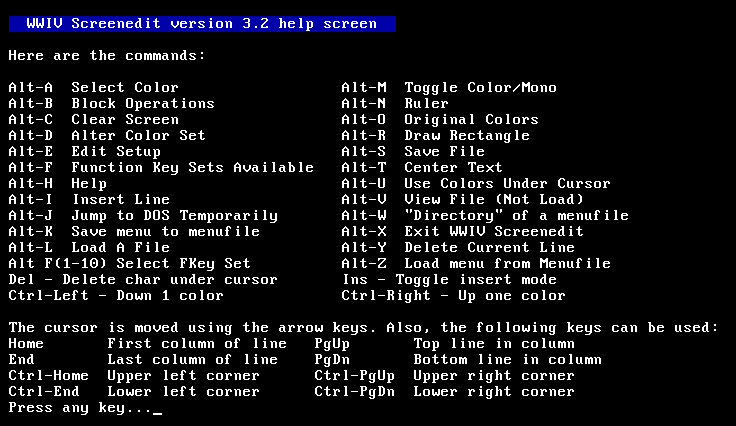 WWIV Screenedit version 3.2 help screen
Here are the commands:
Alt-A  Select Color                  Alt-M  Toggle Color/Mono
Alt-B  Block Operations              Alt-N  Ruler
Alt-C  Clear Screen                  Alt-O  Original Colors
Alt-D  Alter Color Set               Alt-R  Draw Rectangle
Alt-E  Edit Setup                    Alt-S  Save File
Alt-F  Function Key Sets Available   Alt-T  Center Text
Alt-H  Help                          Alt-U  Use Colors Under Cursor
Alt-I  Insert Line                   Alt-V  View File (Not Load)
Alt-J  Jump to DOS Temporarily       Alt-W  "Directory" of a menufile
Alt-K  Save menu to menufile         Alt-X  Exit WWIV Screenedit
Alt-L  Load A File                   Alt-Y  Delete Current Line
Alt F(1-10) Select FKey Set          Alt-Z  Load menu from Menufile
Del - Delete char under cursor       Ins - Toggle insert mode
Ctrl-Left - Down 1 color             Ctrl-Right - Up one color
The cursor is moved using the arrow keys. Also, the following keys can be used:
Home       First column of line   PgUp       Top line in column
End        Last column of line    PgDn       Bottom line in column
Ctrl-Home  Upper left corner      Ctrl-PgUp  Upper right corner
Ctrl-End   Lower left corner      Ctrl-PgDn  Lower right corner
Press any key..._